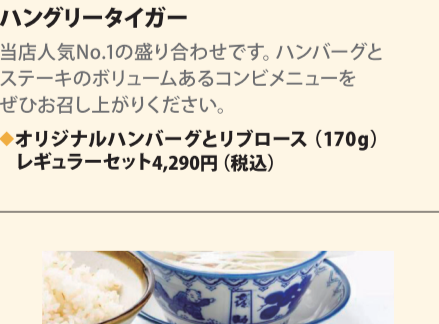 ハングリータイガー
当店人気No.1の盛り合わせです。ハンバーグと
ステーキのボリュームあるコンビメニューを
ぜひお召し上がりください。
◆オリジナルハンバーグとリブロース（170g）
レギュラーセット4,290円（税込）